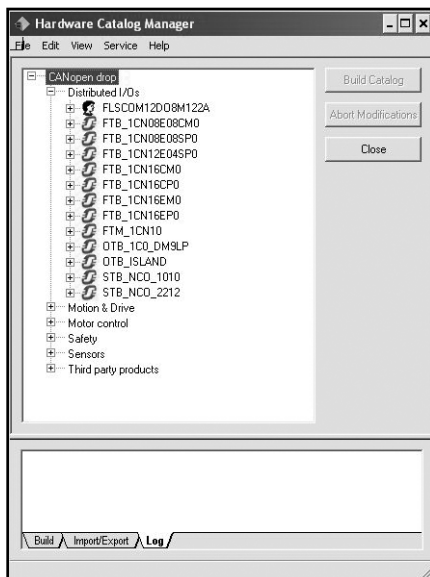 Hardware Catalog Manager
File Edit View Service Help
CANopen drop
Distributed I/Os
FLSCOM12DO8M122A
FTB_1CN08E08CM0
FTB_1CN08E08SP0
FTB_1CN12E04SP0
FTB_1CN16CM0
FTB_1CN16CP0
FTB_1CN16EM0
FTB_1CN16EP0
FTM_1CN10
OTB_1C0_DM9LP
OTB_ISLAND
STB_NCO_1010
STB_NCO_2212
Motion & Drive
Motor control
Safety
Sensors
Third party products
Build Catalog
Abort Modifications
Close
Build Import/Export Log